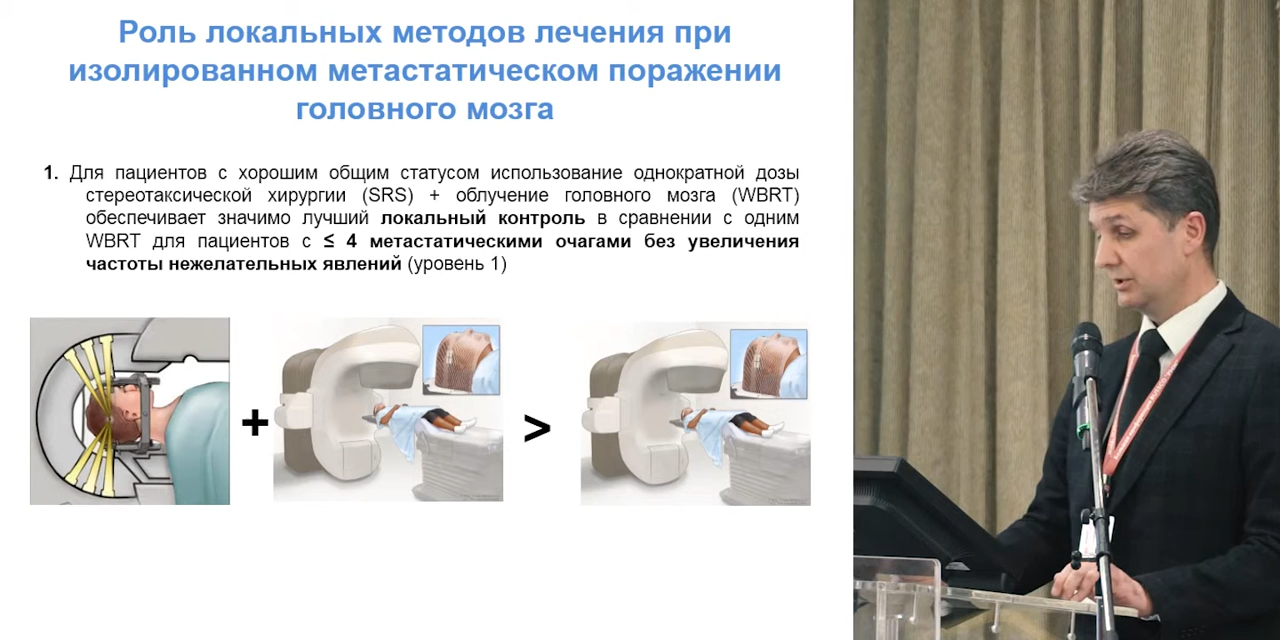 Роль локальных методов лечения при
изолированном метастатическом поражении
головного мозга
1. Для пациентов с хорошим общим статусом использование однократной дозы
стереотаксической хирургии (SRS) + облучение головного мозга (WBRT)
обеспечивает значимо лучший локальный контроль в сравнении с одним
WBRT для пациентов с ≤ 4 метастатическими очагами без увеличения
частоты нежелательных явлений (уровень 1)
+ >